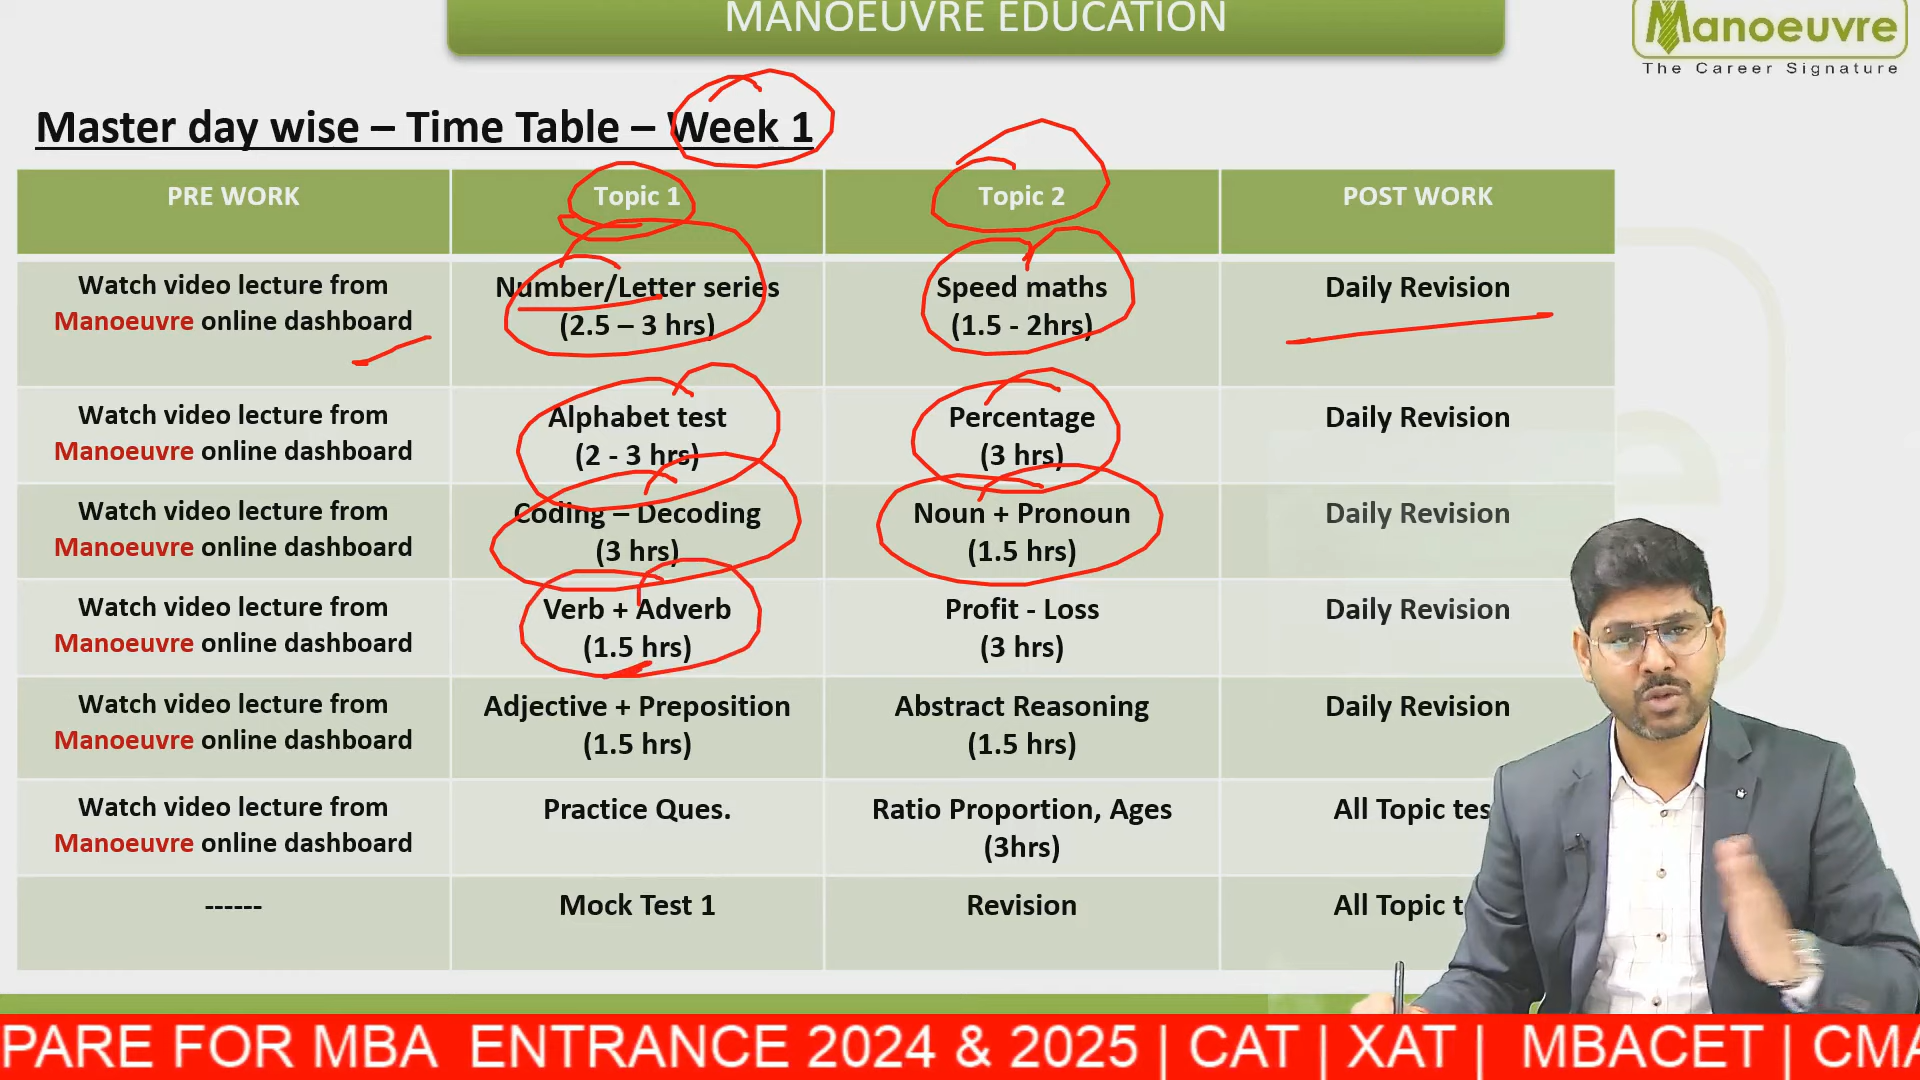 MANOEUVRE EDUCATION
Manoeuvre
The Career Signature
Master day wise – Time Table – Week 1
PRE WORK
Topic 1
Topic 2
POST WORK
Watch video lecture from
Manoeuvre online dashboard
Number/Letter series
(2.5 – 3 hrs)
Speed maths
(1.5 - 2hrs)
Daily Revision
Watch video lecture from
Manoeuvre online dashboard
Alphabet test
(2 - 3 hrs)
Percentage
(3 hrs)
Daily Revision
Watch video lecture from
Manoeuvre online dashboard
Coding – Decoding
(3 hrs)
Noun + Pronoun
(1.5 hrs)
Daily Revision
Watch video lecture from
Manoeuvre online dashboard
Verb + Adverb
(1.5 hrs)
Profit - Loss
(3 hrs)
Daily Revision
Watch video lecture from
Manoeuvre online dashboard
Adjective + Preposition
(1.5 hrs)
Abstract Reasoning
(1.5 hrs)
Daily Revision
Watch video lecture from
Manoeuvre online dashboard
Practice Ques.
Ratio Proportion, Ages
(3hrs)
All Topic tes
------
Mock Test 1
Revision
All Topic t
PARE FOR MBA ENTRANCE 2024 & 2025 | CAT | XAT | MBACET | CMA